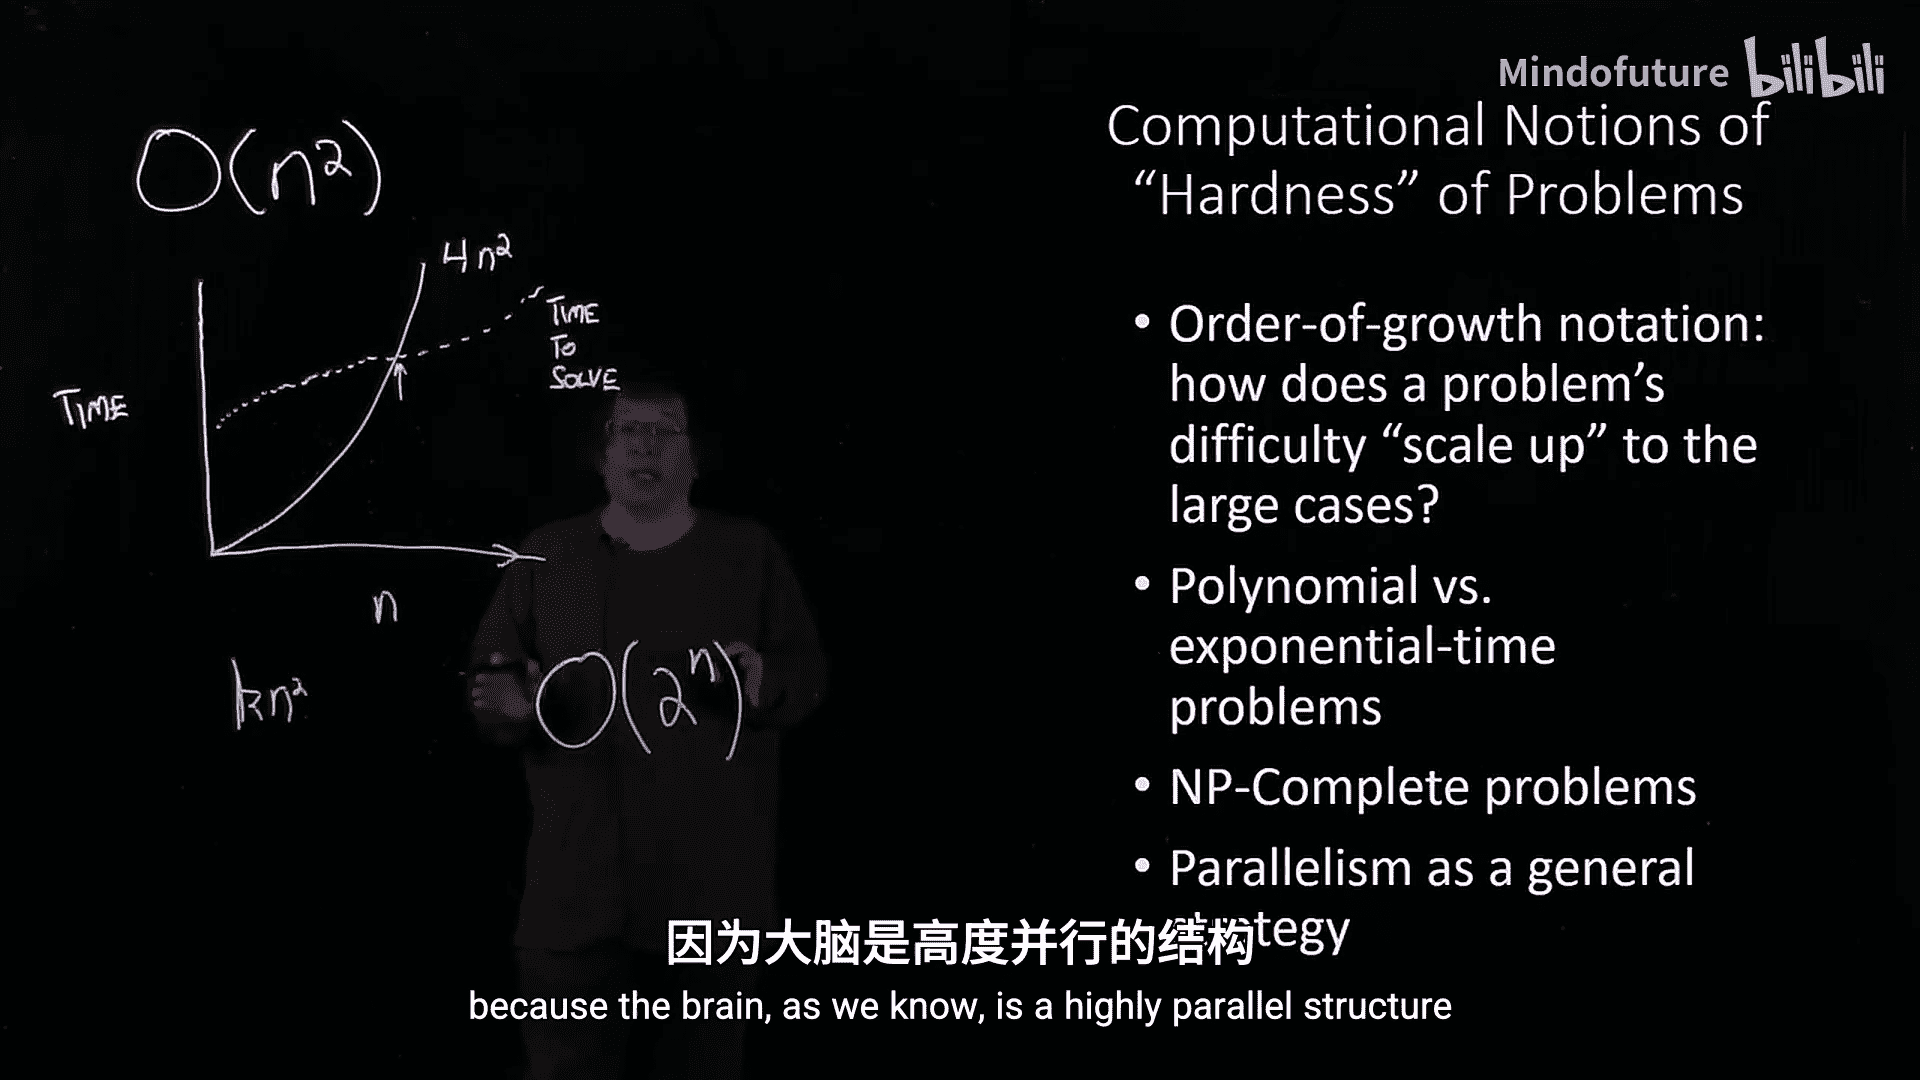 Mindofuture bilibili
Computational Notions of
“Hardness” of Problems
O(n²)
4n²
TIME
TO
SOLVE
TIME
n
kn²
O(2ⁿ)
• Order-of-growth notation:
how does a problem’s
difficulty “scale up” to the
large cases?
• Polynomial vs.
exponential-time
problems
• NP-Complete problems
• Parallelism as a general
strategy
因为大脑是高度并行的结构
because the brain, as we know, is a highly parallel structure